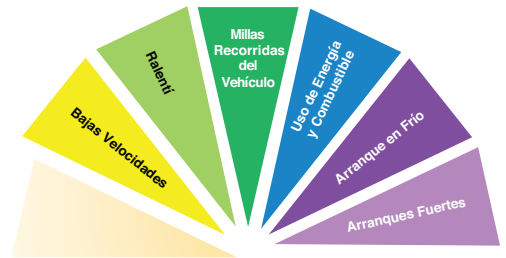 Bajas Velocidades
Ralentí
Millas
Recorridas
del
Vehículo
Uso de Energía
y Combustible
Arranque en Frío
Arranques Fuertes